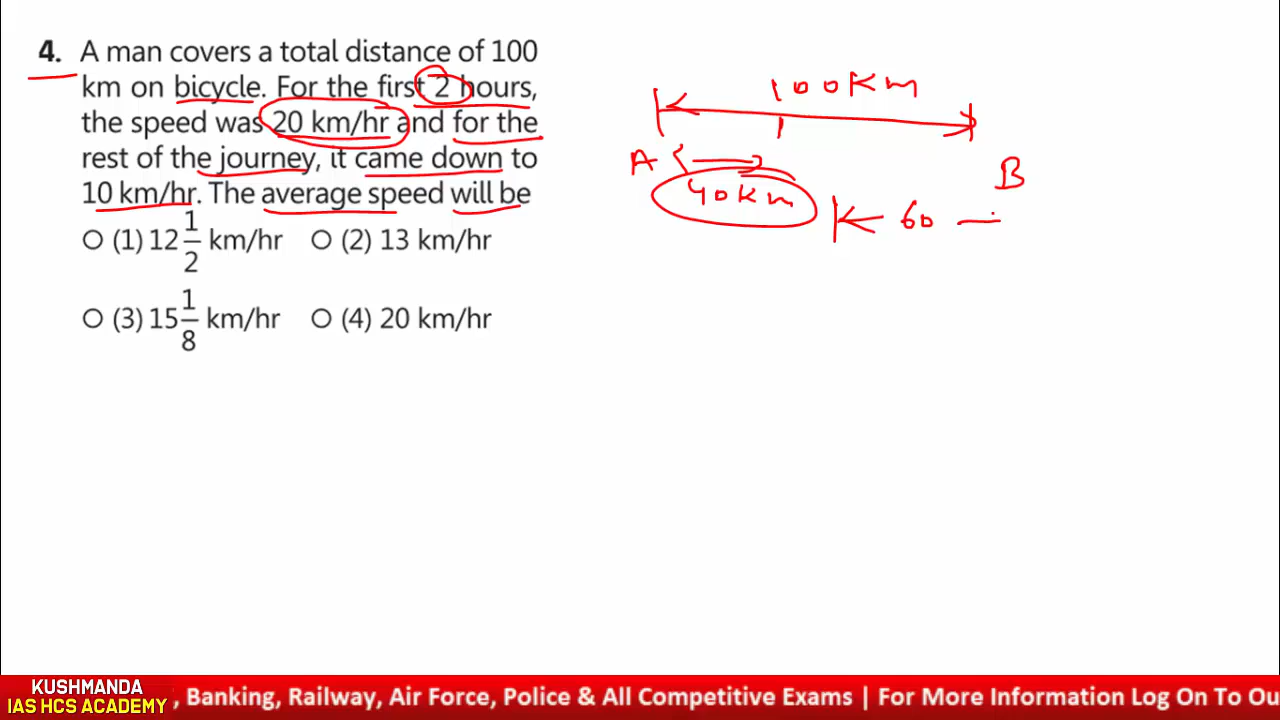 4. A man covers a total distance of 100
km on bicycle. For the first 2 hours,
the speed was 20 km/hr and for the
rest of the journey, it came down to
10 km/hr. The average speed will be
(1) 12 1/2 km/hr (2) 13 km/hr
(3) 15 1/8 km/hr (4) 20 km/hr
100 Km
A
B
40 Km
60
KUSHMANDA
IAS HCS ACADEMY
, Banking, Railway, Air Force, Police & All Competitive Exams | For More Information Log On To Ou